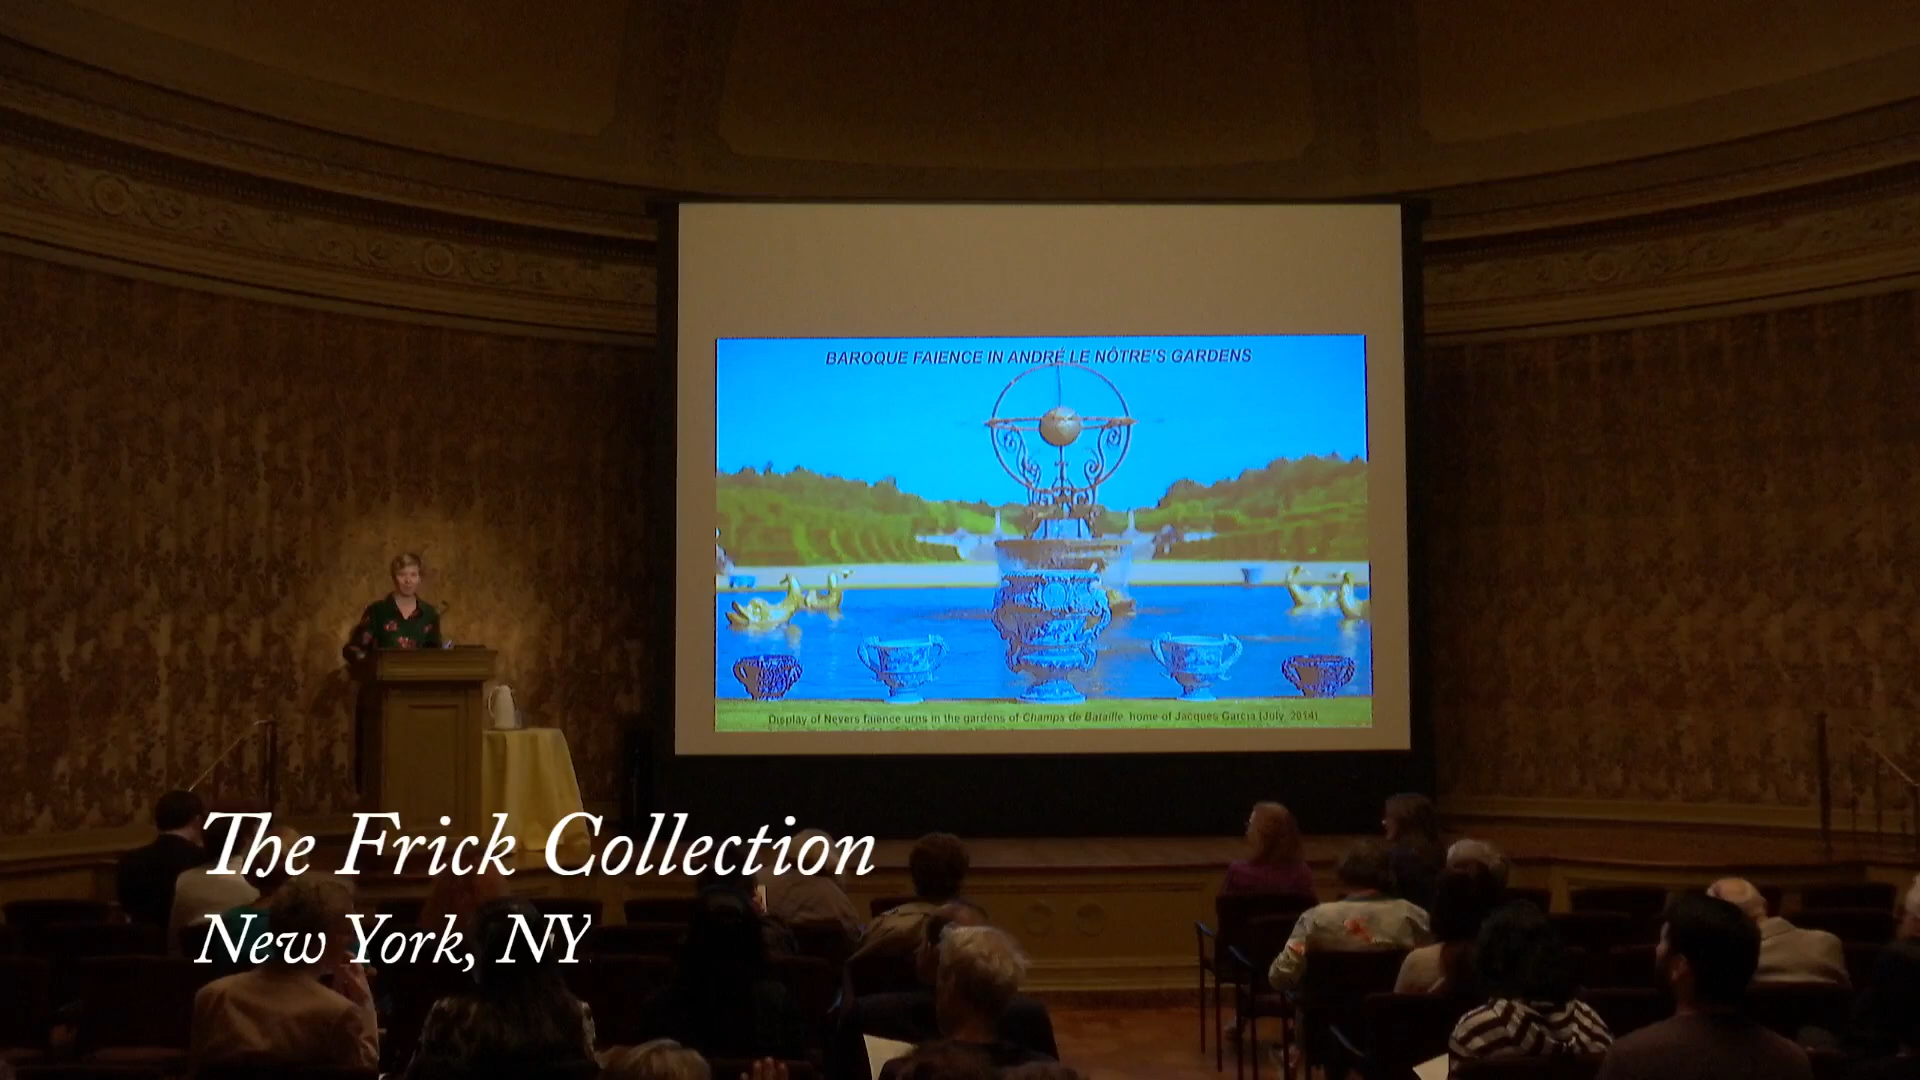 BAROQUE FAIENCE IN ANDRÉ LE NÔTRE'S GARDENS
Display of Nevers faience urns in the gardens of Champs de Bataille, home of Jacques Garcia (July, 2014)
The Frick Collection
New York, NY